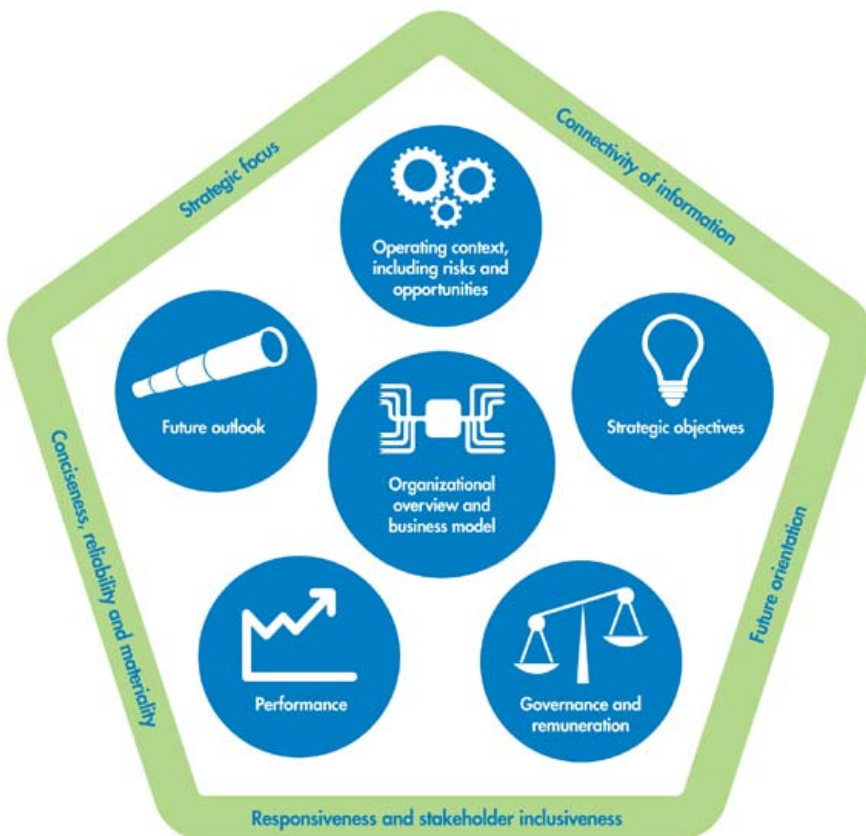 Strategic focus
Connectivity of information
Operating context,
including risks and
opportunities
Future outlook
Strategic objectives
Organizational
overview and
business model
Conciseness, reliability and materiality
Future orientation
Performance
Governance and
remuneration
Responsiveness and stakeholder inclusiveness